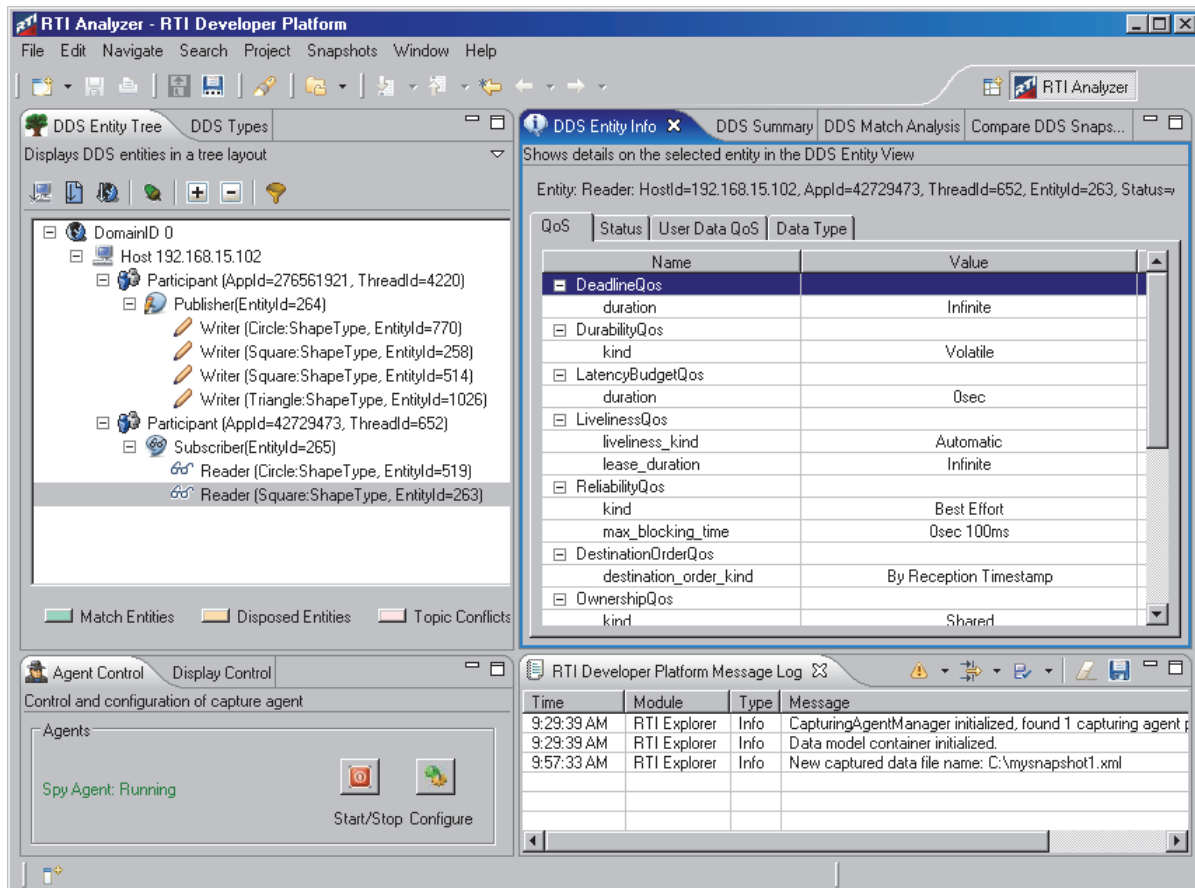 RTI Analyzer - RTI Developer Platform
File Edit Navigate Search Project Snapshots Window Help
RTI Analyzer
DDS Entity Tree DDS Types
Displays DDS entities in a tree layout
DomainID 0
Host 192.168.15.102
Participant (AppId=276561921, ThreadId=4220)
Publisher(EntityId=264)
Writer (Circle:ShapeType, EntityId=770)
Writer (Square:ShapeType, EntityId=258)
Writer (Square:ShapeType, EntityId=514)
Writer (Triangle:ShapeType, EntityId=1026)
Participant (AppId=42729473, ThreadId=652)
Subscriber(EntityId=265)
Reader (Circle:ShapeType, EntityId=519)
Reader (Square:ShapeType, EntityId=263)
Match Entities Disposed Entities Topic Conflicts
DDS Entity Info DDS Summary DDS Match Analysis Compare DDS Snaps...
Shows details on the selected entity in the DDS Entity View
Entity: Reader: HostId=192.168.15.102, AppId=42729473, ThreadId=652, EntityId=263, Status=
QoS Status User Data QoS Data Type
Name Value
DeadlineQos
duration Infinite
DurabilityQos
kind Volatile
LatencyBudgetQos
duration 0sec
LivelinessQos
liveliness_kind Automatic
lease_duration Infinite
ReliabilityQos
kind Best Effort
max_blocking_time 0sec 100ms
DestinationOrderQos
destination_order_kind By Reception Timestamp
OwnershipQos
kind Shared
Agent Control Display Control
Control and configuration of capture agent
Agents
Spy Agent: Running
Start/Stop Configure
RTI Developer Platform Message Log
Time Module Type Message
9:29:39 AM RTI Explorer Info CapturingAgentManager initialized, found 1 capturing agent
9:29:39 AM RTI Explorer Info Data model container initialized.
9:57:33 AM RTI Explorer Info New captured data file name: C:\mysnapshot1.xml